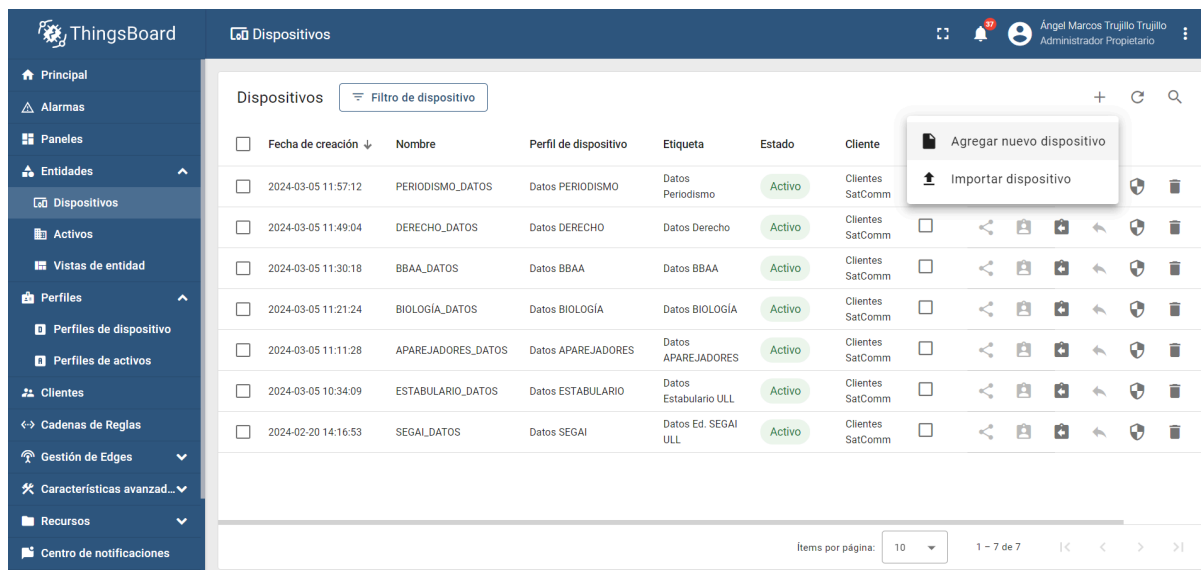 ThingsBoard
Dispositivos
37
Ángel Marcos Trujillo Trujillo
Administrador Propietario
Principal
Alarmas
Paneles
Entidades
Dispositivos
Activos
Vistas de entidad
Perfiles
Perfiles de dispositivo
Perfiles de activos
Clientes
Cadenas de Reglas
Gestión de Edges
Características avanzad...
Recursos
Centro de notificaciones
Dispositivos
Filtro de dispositivo
Agregar nuevo dispositivo
Importar dispositivo
Fecha de creación Nombre Perfil de dispositivo Etiqueta Estado Cliente
2024-03-05 11:57:12 PERIODISMO_DATOS Datos PERIODISMO Datos Periodismo Activo Clientes SatComm
2024-03-05 11:49:04 DERECHO_DATOS Datos DERECHO Datos Derecho Activo Clientes SatComm
2024-03-05 11:30:18 BBAA_DATOS Datos BBAA Datos BBAA Activo Clientes SatComm
2024-03-05 11:21:24 BIOLOGÍA_DATOS Datos BIOLOGÍA Datos BIOLOGÍA Activo Clientes SatComm
2024-03-05 11:11:28 APAREJADORES_DATOS Datos APAREJADORES Datos APAREJADORES Activo Clientes SatComm
2024-03-05 10:34:09 ESTABULARIO_DATOS Datos ESTABULARIO Datos Estabulario ULL Activo Clientes SatComm
2024-02-20 14:16:53 SEGAI_DATOS Datos SEGAI Datos Ed. SEGAI ULL Activo Clientes SatComm
Ítems por página: 10 1 – 7 de 7